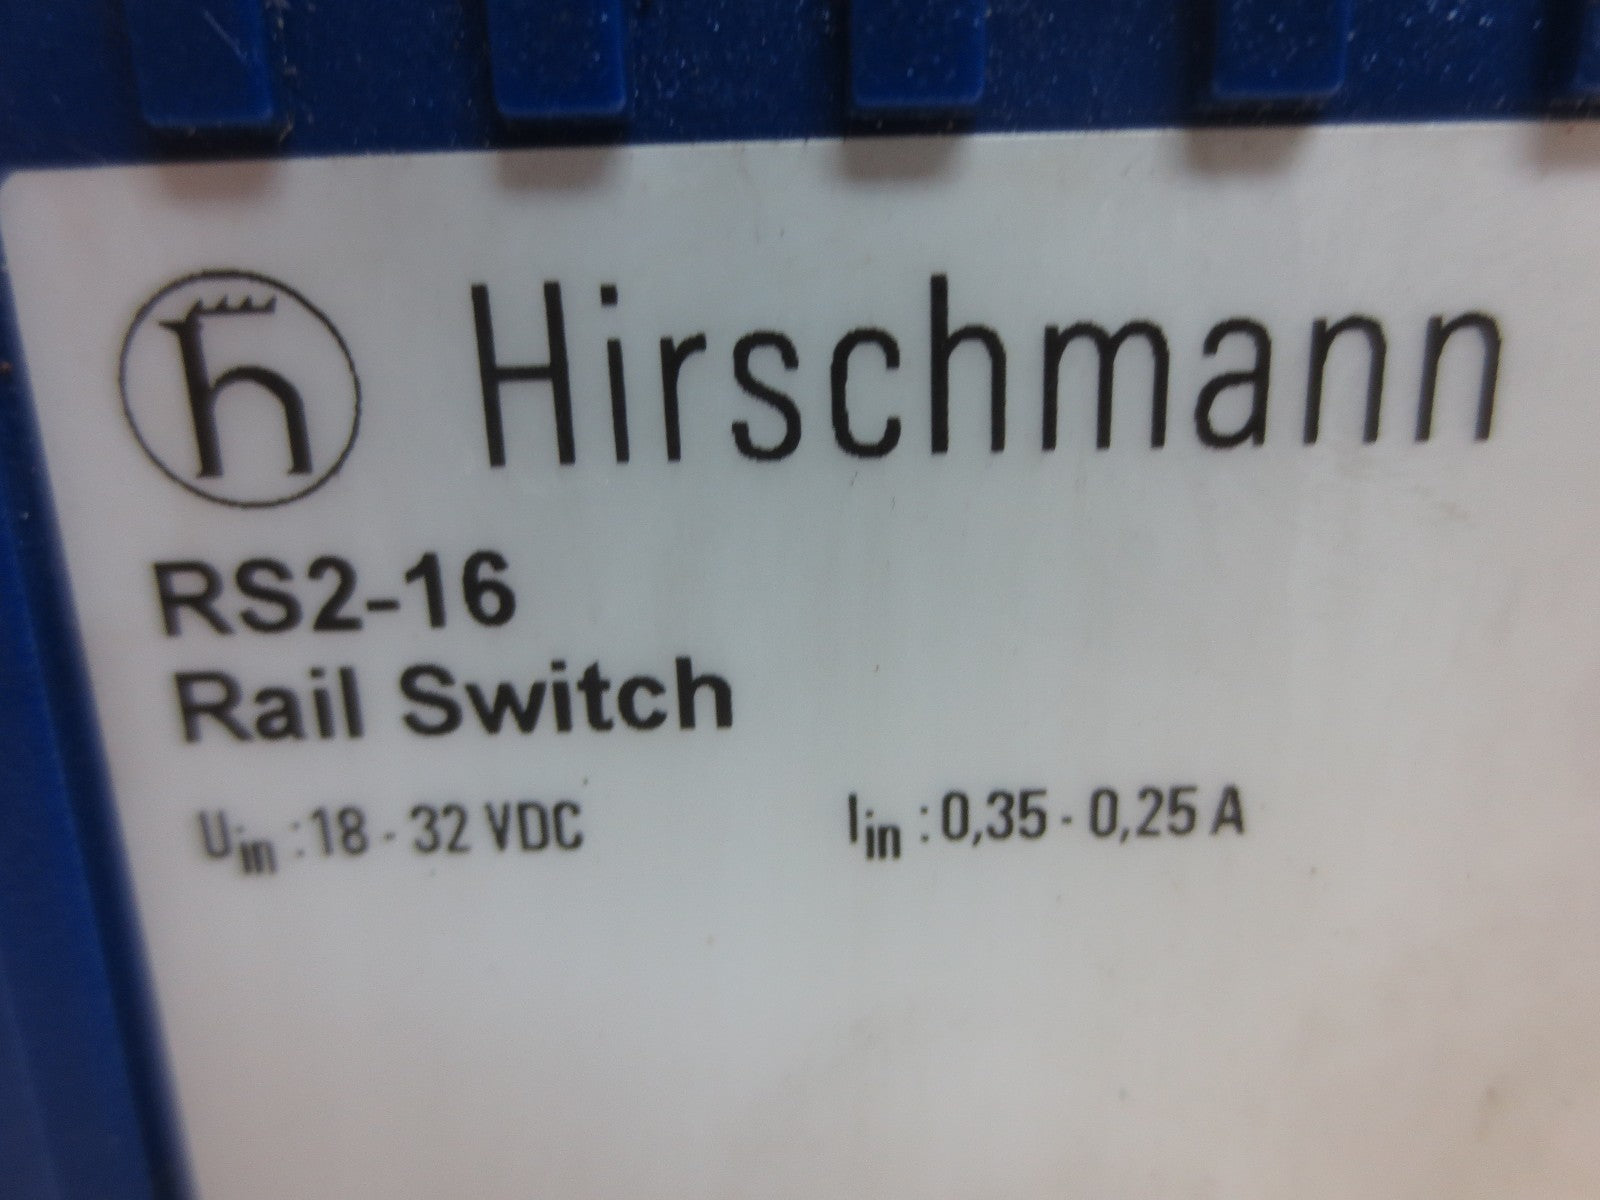 Hirschmann
RS2-16
Rail Switch
Uin : 18 - 32 VDC
Iin : 0,35 - 0,25 A